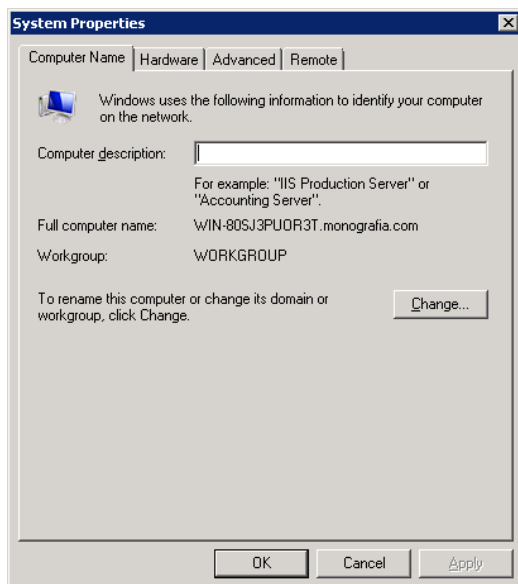 System Properties
Computer Name
Hardware
Advanced
Remote
Windows uses the following information to identify your computer
on the network.
Computer description:
For example: "IIS Production Server" or
"Accounting Server".
Full computer name:
WIN-80SJ3PUOR3T.monografia.com
Workgroup:
WORKGROUP
To rename this computer or change its domain or
workgroup, click Change.
Change...
OK
Cancel
Apply